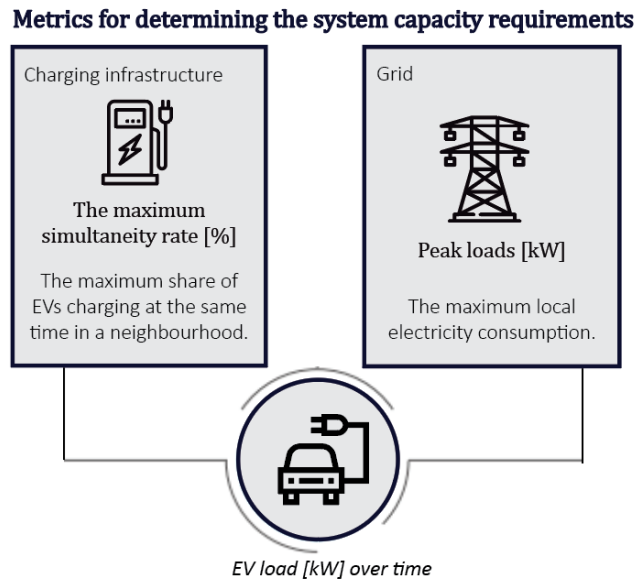 Metrics for determining the system capacity requirements
Charging infrastructure
The maximum
simultaneity rate [%]
The maximum share of
EVs charging at the same
time in a neighbourhood.
Grid
Peak loads [kW]
The maximum local
electricity consumption.
EV load [kW] over time